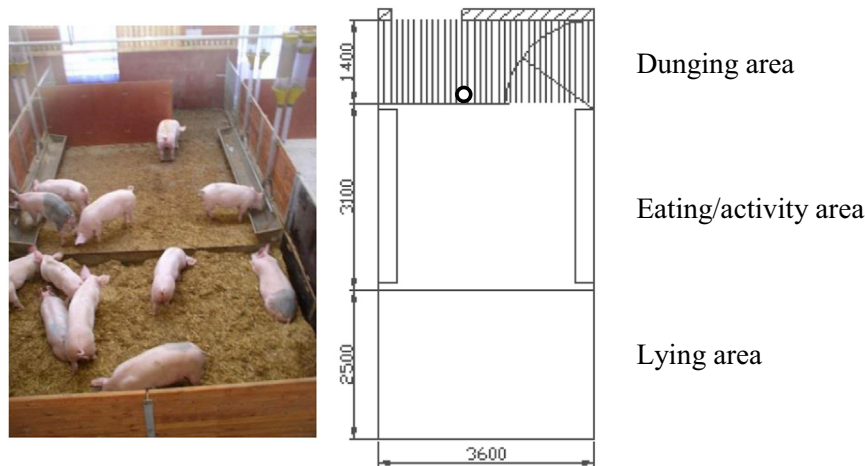 1400
Dunging area
3100
Eating/activity area
2500
Lying area
3600